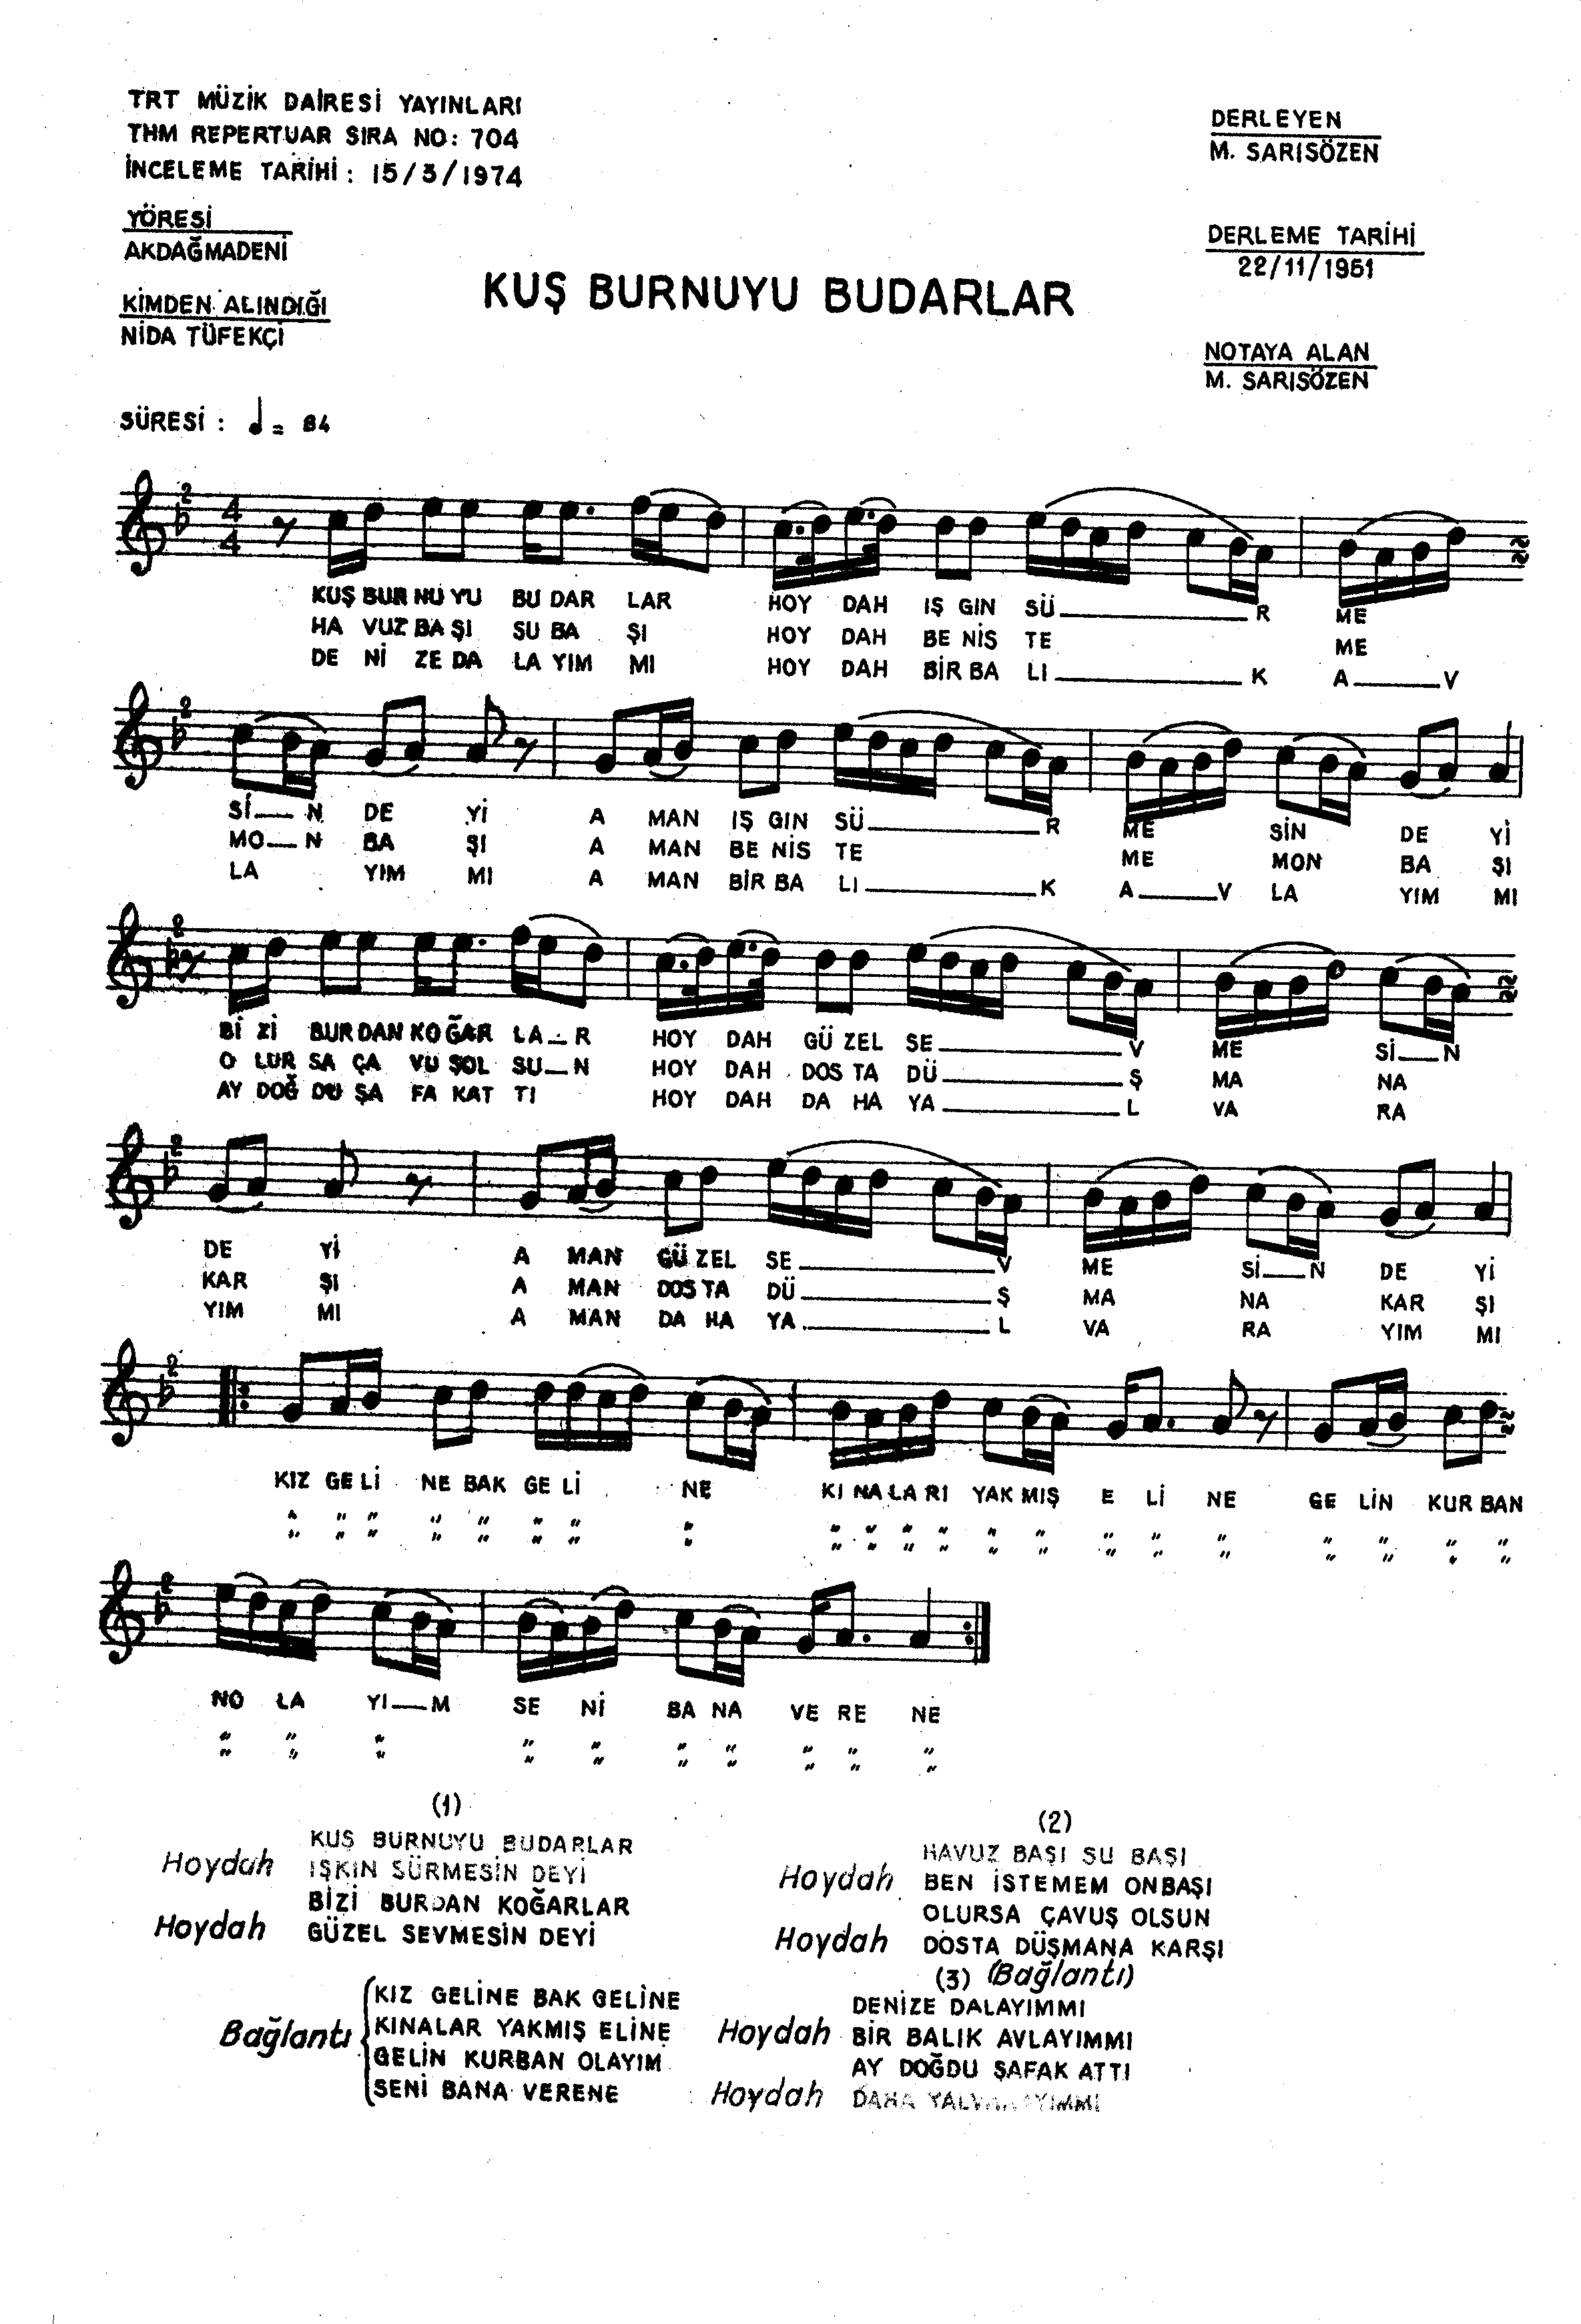 TRT MÜZİK DAİRESİ YAYINLARI
THM REPERTUAR SIRA NO: 704
İNCELEME TARİHİ : 15/3/1974
YÖRESİ
AKDAĞMADENİ
KİMDEN ALINDIĞI
NİDA TÜFEKÇİ
SÜRESİ : = 84
DERLEYEN
M. SARISÖZEN
DERLEME TARİHİ
22/11/1951
NOTAYA ALAN
M. SARISÖZEN
KUŞ BURNUYU BUDARLAR
2 4 4
KUŞ BUR NU YU BU DAR LAR HOY DAH IŞ GIN SÜ R ME
HA VUZ BA ŞI SU BA ŞI HOY DAH BE NİS TE ME
DE Nİ ZE DA LA YIM MI HOY DAH BİR BA LI K A V
2
Sİ N DE Yİ A MAN IŞ GIN SÜ R ME SİN DE Yİ
MO N BA ŞI A MAN BE NİS TE ME MON BA ŞI
LA YIM MI A MAN BİR BA LI K A V LA YIM MI
2
Bİ Zİ BUR DAN KO ĞAR LA R HOY DAH GÜ ZEL SE V ME Sİ N
O LUR SA ÇA VU ŞOL SU N HOY DAH DOS TA DÜ Ş MA NA
AY DOĞ DU ŞA FA KAT TI HOY DAH DA HA YA L VA RA
2
DE Yİ A MAN GÜ ZEL SE V ME Sİ N DE Yİ
KAR ŞI A MAN DOS TA DÜ Ş MA NA KAR ŞI
YIM MI A MAN DA HA YA L VA RA YIM MI
2
KIZ GE Lİ NE BAK GE Lİ NE KI NA LA RI YAK MIŞ E Lİ NE GE LİN KUR BAN
" " " " " " " " " " " " " " " " " " " " "
" " " " " " " " " " " " " " " " " " " " "
2
NO LA YI M SE Nİ BA NA VE RE NE
" " " " " " " " " "
" " " " " " " " " "
(1)
KUŞ BURNUYU BUDARLAR
Hoydah IŞKIN SÜRMESİN DEYİ
BİZİ BURDAN KOĞARLAR
Hoydah GÜZEL SEVMESİN DEYİ
Bağlantı
KIZ GELİNE BAK GELİNE
KINALAR YAKMIŞ ELİNE
GELİN KURBAN OLAYIM
SENİ BANA VERENE
(2)
HAVUZ BAŞI SU BAŞI
Hoydah BEN İSTEMEM ONBAŞI
OLURSA ÇAVUŞ OLSUN
Hoydah DOSTA DÜŞMANA KARŞI
(3) (Bağlantı)
DENİZE DALAYIMMI
Hoydah BİR BALIK AVLAYIMMI
AY DOĞDU ŞAFAK ATTI
Hoydah DAHA YALVARAYIMMI